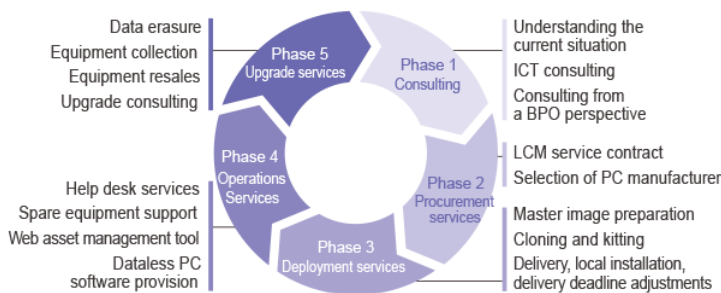 Phase 1
Consulting
Understanding the
current situation
ICT consulting
Consulting from
a BPO perspective
Phase 2
Procurement
services
LCM service contract
Selection of PC manufacturer
Phase 3
Deployment services
Master image preparation
Cloning and kitting
Delivery, local installation,
delivery deadline adjustments
Phase 4
Operations
Services
Help desk services
Spare equipment support
Web asset management tool
Dataless PC
software provision
Phase 5
Upgrade services
Data erasure
Equipment collection
Equipment resales
Upgrade consulting